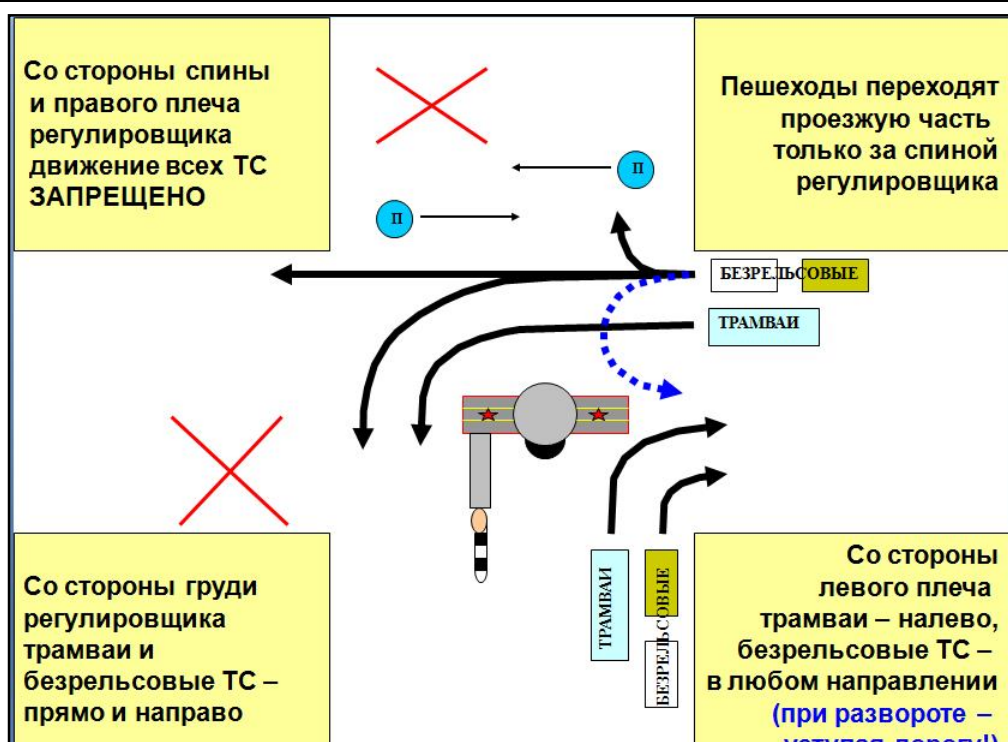 Со стороны спины
и правого плеча
регулировщика
движение всех ТС
ЗАПРЕЩЕНО
Пешеходы переходят
проезжую часть
только за спиной
регулировщика
П
П
БЕЗРЕЛЬСОВЫЕ
ТРАМВАИ
ТРАМВАИ
БЕЗРЕЛЬСОВЫЕ
Со стороны груди
регулировщика
трамваи и
безрельсовые ТС –
прямо и направо
Со стороны
левого плеча
трамваи – налево,
безрельсовые ТС –
в любом направлении
(при развороте –
уступая дорогу!)